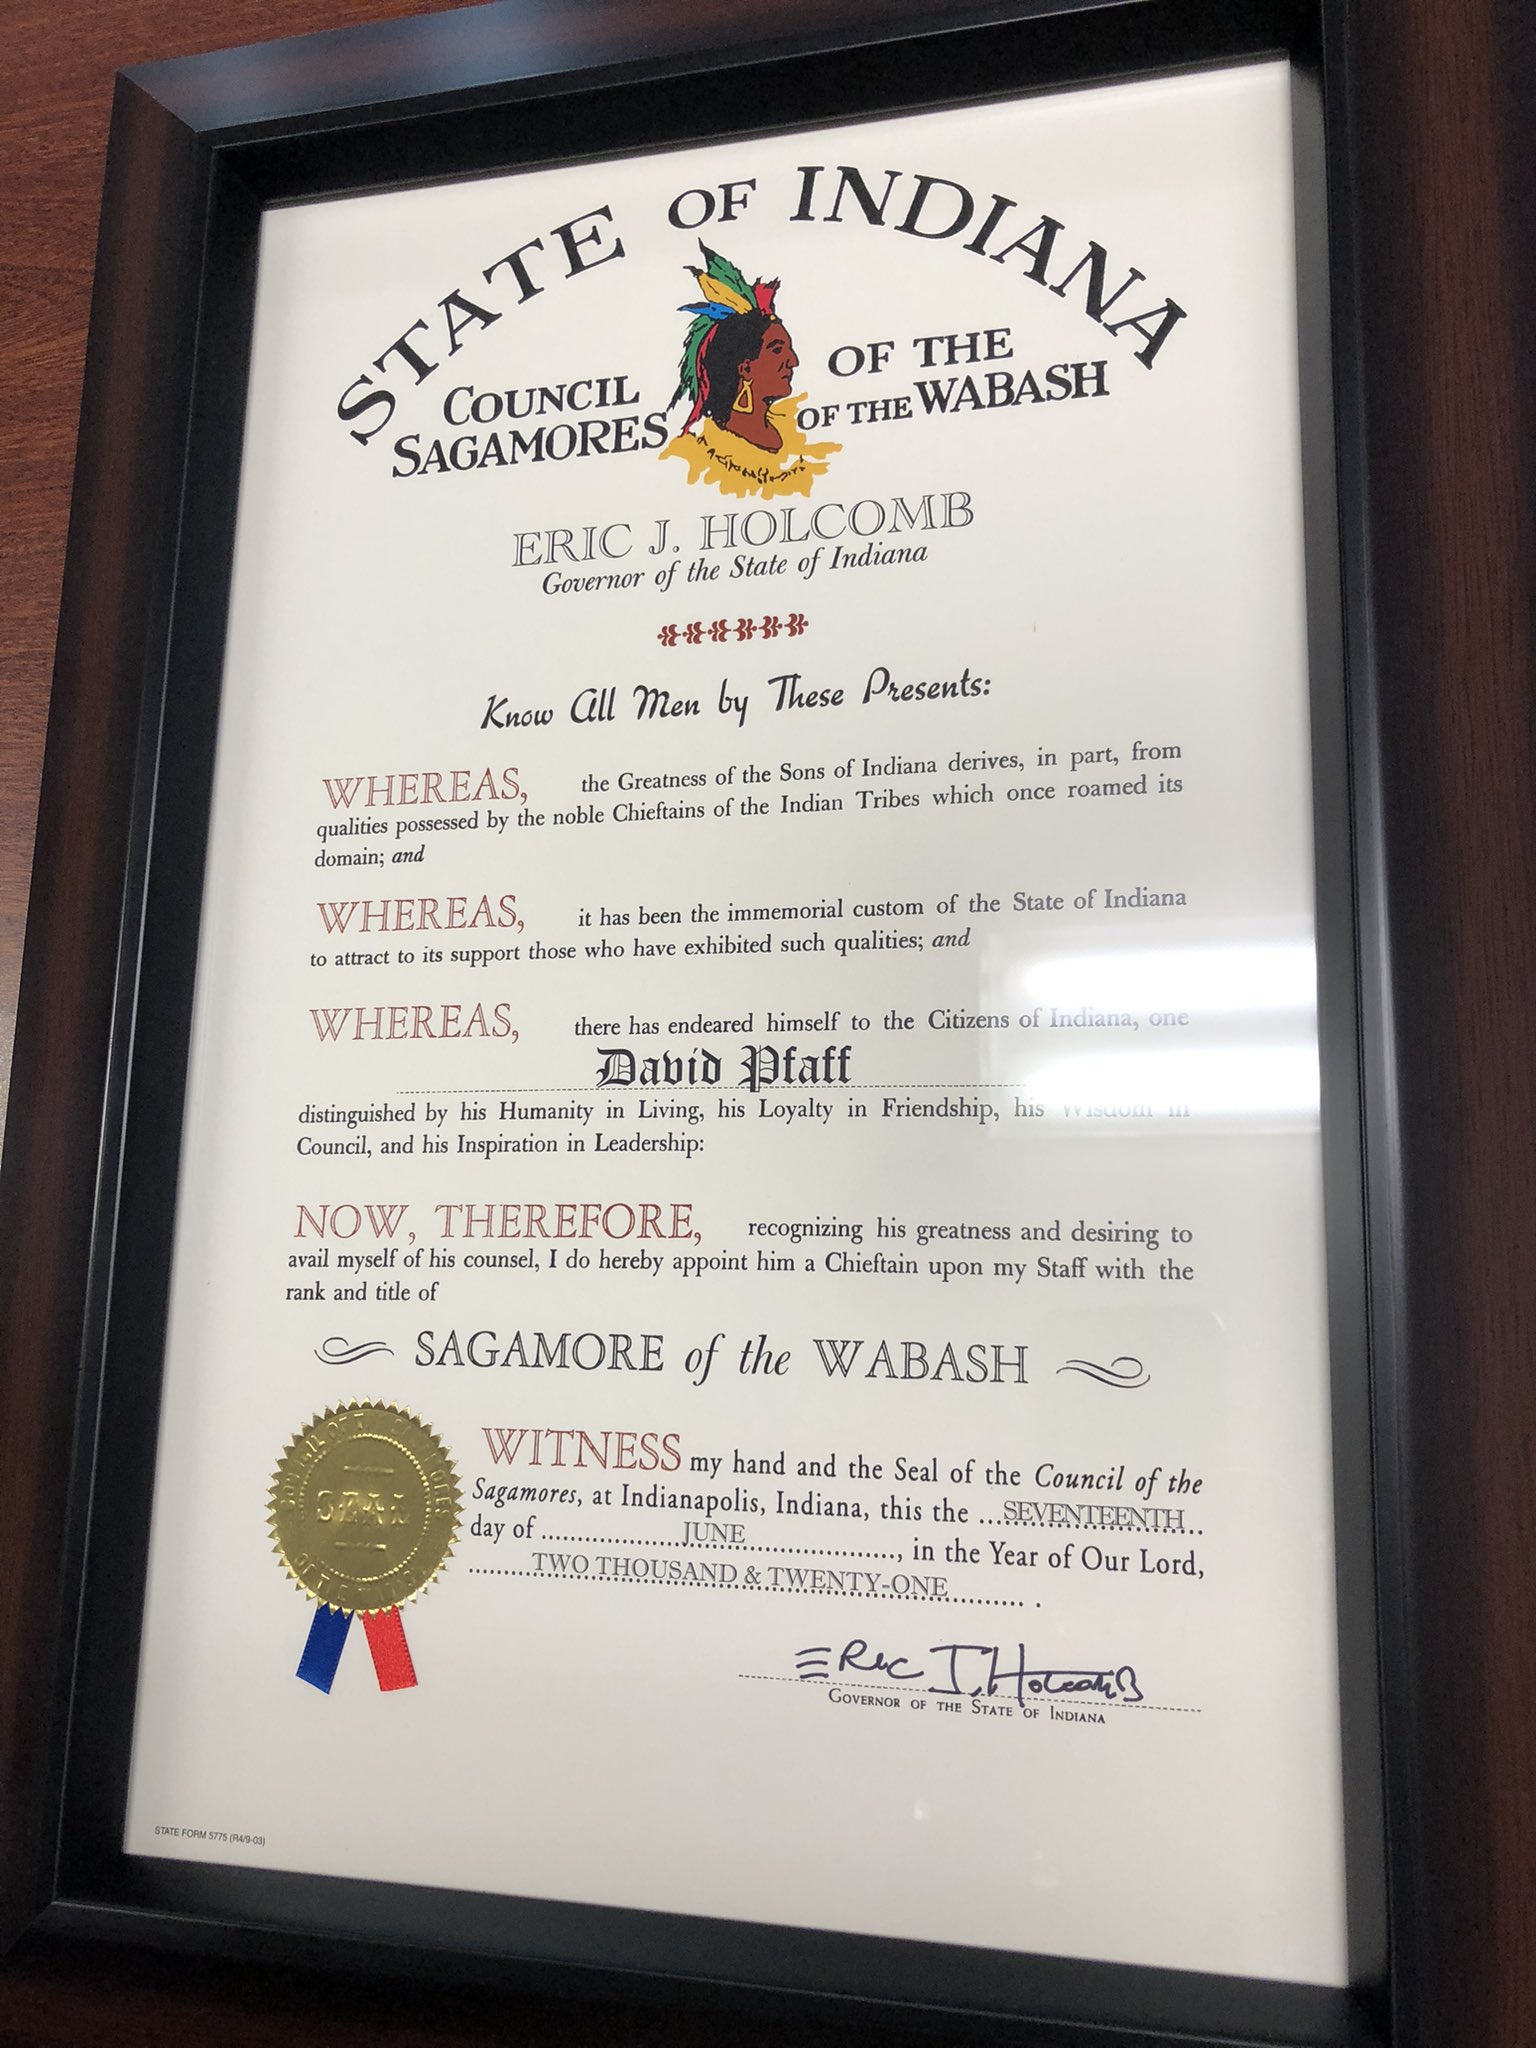 STATE OF INDIANA
COUNCIL OF THE
SAGAMORES OF THE WABASH
ERIC J. HOLCOMB
Governor of the State of Indiana
Know All Men by These Presents:
WHEREAS, the Greatness of the Sons of Indiana derives, in part, from
qualities possessed by the noble Chieftains of the Indian Tribes which once roamed its
domain; and
WHEREAS, it has been the immemorial custom of the State of Indiana
to attract to its support those who have exhibited such qualities; and
WHEREAS, there has endeared himself to the Citizens of Indiana, one
David Pfaff
distinguished by his Humanity in Living, his Loyalty in Friendship, his Wisdom in
Council, and his Inspiration in Leadership:
NOW, THEREFORE, recognizing his greatness and desiring to
avail myself of his counsel, I do hereby appoint him a Chieftain upon my Staff with the
rank and title of
SAGAMORE of the WABASH
WITNESS my hand and the Seal of the Council of the
Sagamores, at Indianapolis, Indiana, this the ...SEVENTEENTH...
day of ....................JUNE......................, in the Year of Our Lord,
.........TWO THOUSAND & TWENTY-ONE........... .
SEAL
ERIC J. HOLCOMB
GOVERNOR OF THE STATE OF INDIANA
STATE FORM 5775 (R4/9-03)